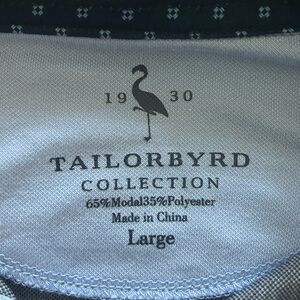 19 30
TAILORBYRD
COLLECTION
65%Modal35%Polyester
Made in China
Large